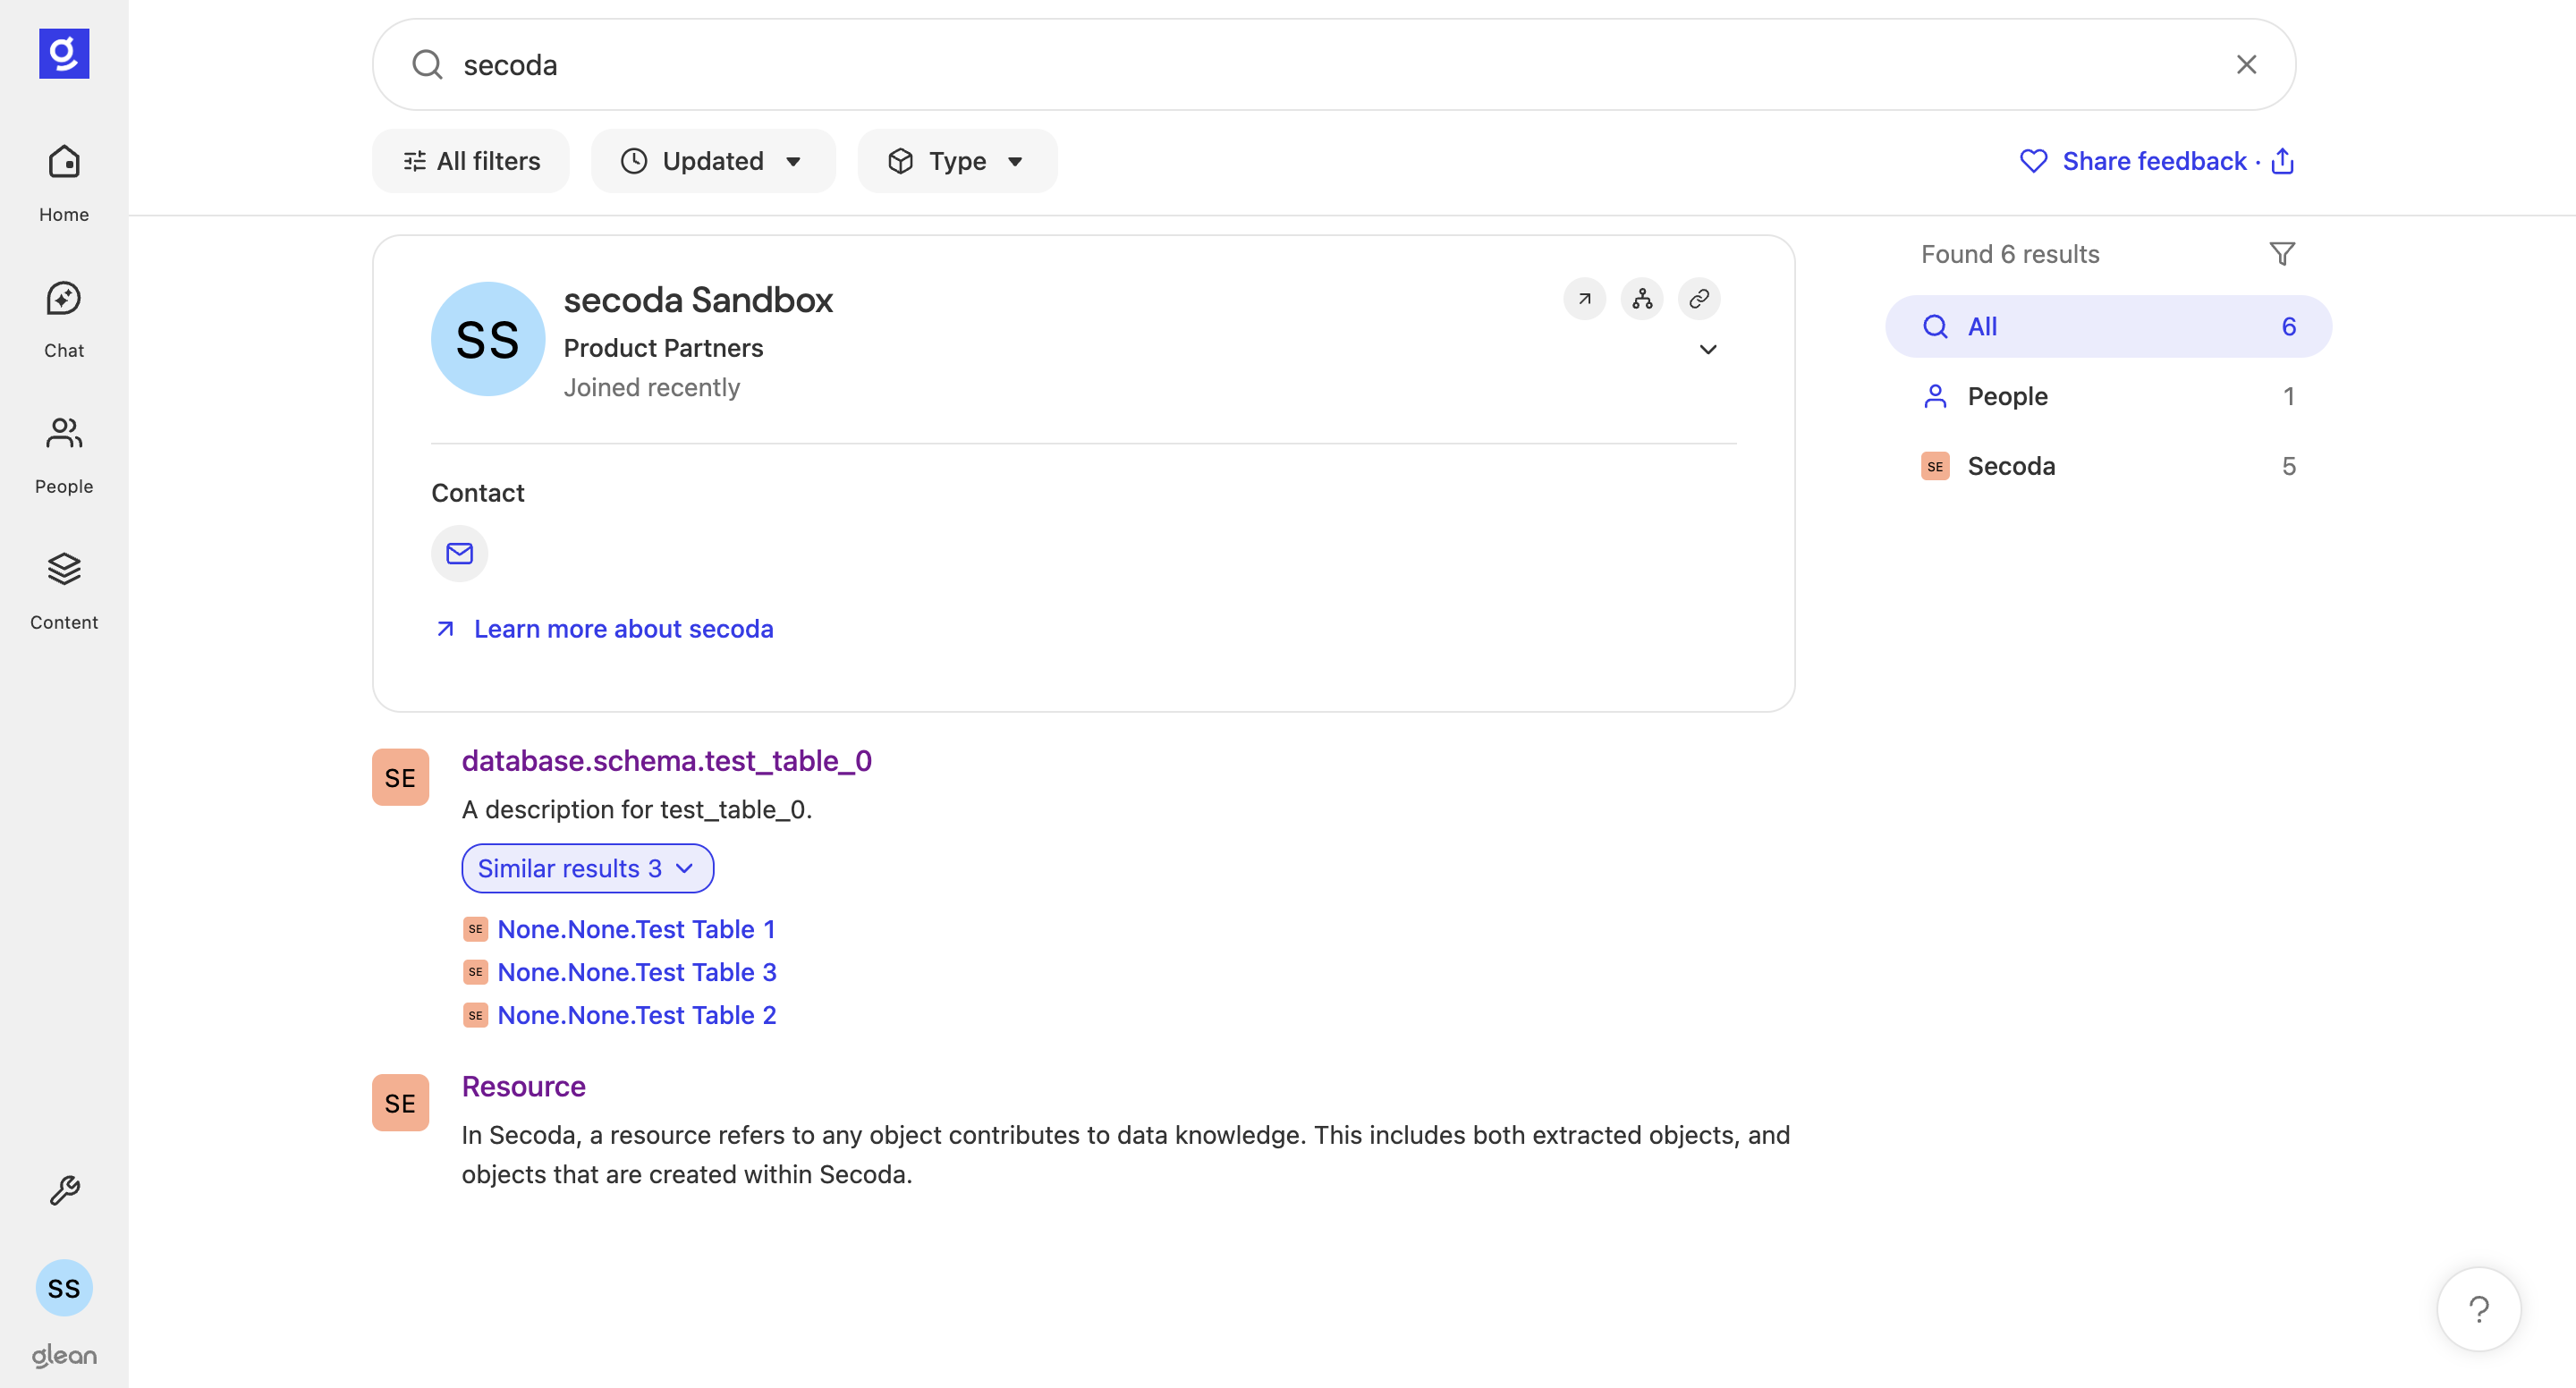 g
secoda
All filters
Updated
Type
Share feedback ·
Home
Chat
People
Content
SS
glean
SS
secoda Sandbox
Product Partners
Joined recently
Contact
Learn more about secoda
Found 6 results
All 6
People 1
SE Secoda 5
SE
database.schema.test_table_0
A description for test_table_0.
Similar results 3
SE None.None.Test Table 1
SE None.None.Test Table 3
SE None.None.Test Table 2
SE
Resource
In Secoda, a resource refers to any object contributes to data knowledge. This includes both extracted objects, and
objects that are created within Secoda.
?